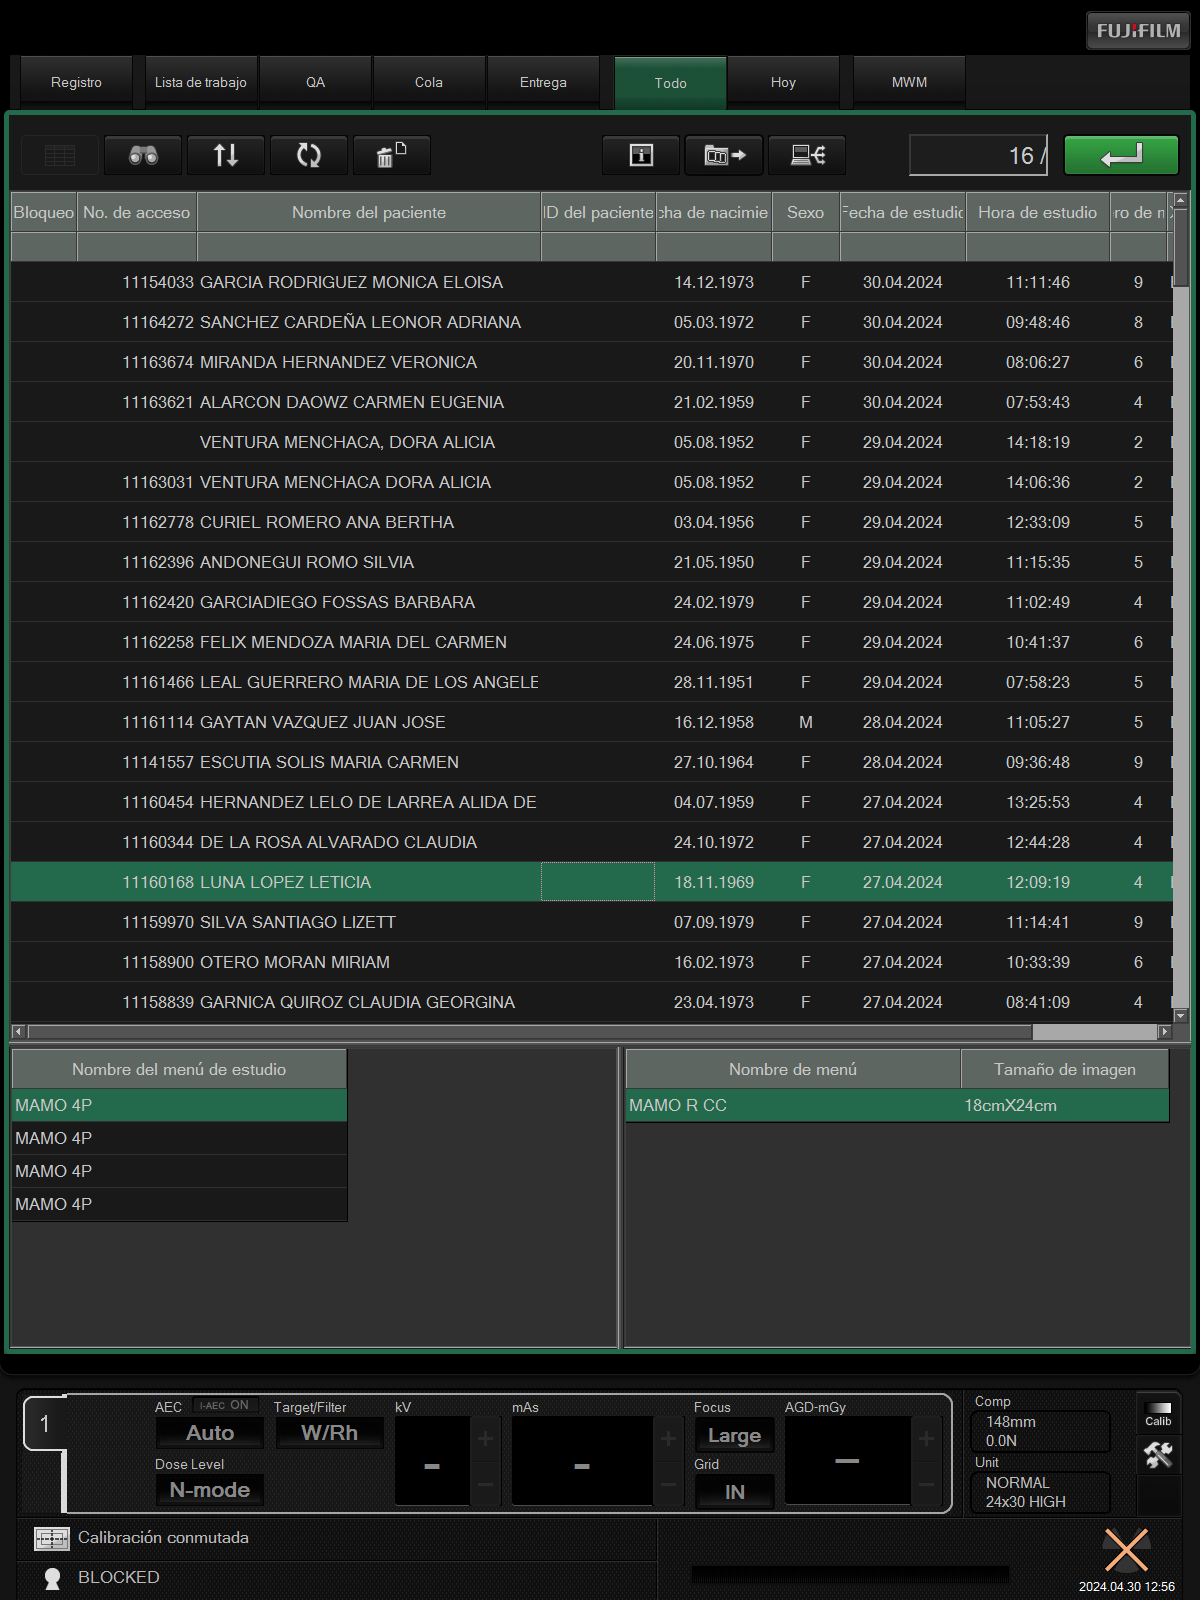 FUJIFILM
Registro Lista de trabajo QA Cola Entrega Todo Hoy MWM
16 /
Bloqueo No. de acceso Nombre del paciente ID del paciente cha de nacimie Sexo Fecha de estudio Hora de estudio ro de m
11154033 GARCIA RODRIGUEZ MONICA ELOISA 14.12.1973 F 30.04.2024 11:11:46 9
11164272 SANCHEZ CARDEÑA LEONOR ADRIANA 05.03.1972 F 30.04.2024 09:48:46 8
11163674 MIRANDA HERNANDEZ VERONICA 20.11.1970 F 30.04.2024 08:06:27 6
11163621 ALARCON DAOWZ CARMEN EUGENIA 21.02.1959 F 30.04.2024 07:53:43 4
VENTURA MENCHACA, DORA ALICIA 05.08.1952 F 29.04.2024 14:18:19 2
11163031 VENTURA MENCHACA DORA ALICIA 05.08.1952 F 29.04.2024 14:06:36 2
11162778 CURIEL ROMERO ANA BERTHA 03.04.1956 F 29.04.2024 12:33:09 5
11162396 ANDONEGUI ROMO SILVIA 21.05.1950 F 29.04.2024 11:15:35 5
11162420 GARCIADIEGO FOSSAS BARBARA 24.02.1979 F 29.04.2024 11:02:49 4
11162258 FELIX MENDOZA MARIA DEL CARMEN 24.06.1975 F 29.04.2024 10:41:37 6
11161466 LEAL GUERRERO MARIA DE LOS ANGELE 28.11.1951 F 29.04.2024 07:58:23 5
11161114 GAYTAN VAZQUEZ JUAN JOSE 16.12.1958 M 28.04.2024 11:05:27 5
11141557 ESCUTIA SOLIS MARIA CARMEN 27.10.1964 F 28.04.2024 09:36:48 9
11160454 HERNANDEZ LELO DE LARREA ALIDA DE 04.07.1959 F 27.04.2024 13:25:53 4
11160344 DE LA ROSA ALVARADO CLAUDIA 24.10.1972 F 27.04.2024 12:44:28 4
11160168 LUNA LOPEZ LETICIA 18.11.1969 F 27.04.2024 12:09:19 4
11159970 SILVA SANTIAGO LIZETT 07.09.1979 F 27.04.2024 11:14:41 9
11158900 OTERO MORAN MIRIAM 16.02.1973 F 27.04.2024 10:33:39 6
11158839 GARNICA QUIROZ CLAUDIA GEORGINA 23.04.1973 F 27.04.2024 08:41:09 4
Nombre del menú de estudio Nombre de menú Tamaño de imagen
MAMO 4P MAMO R CC 18cmX24cm
MAMO 4P
MAMO 4P
MAMO 4P
1
AEC I-AEC ON Target/Filter kV mAs Focus AGD-mGy Comp
Auto W/Rh Large 148mm
0.0N
Calib
Dose Level Grid Unit
N-mode IN NORMAL
24x30 HIGH
Calibración conmutada
BLOCKED
2024.04.30 12:56